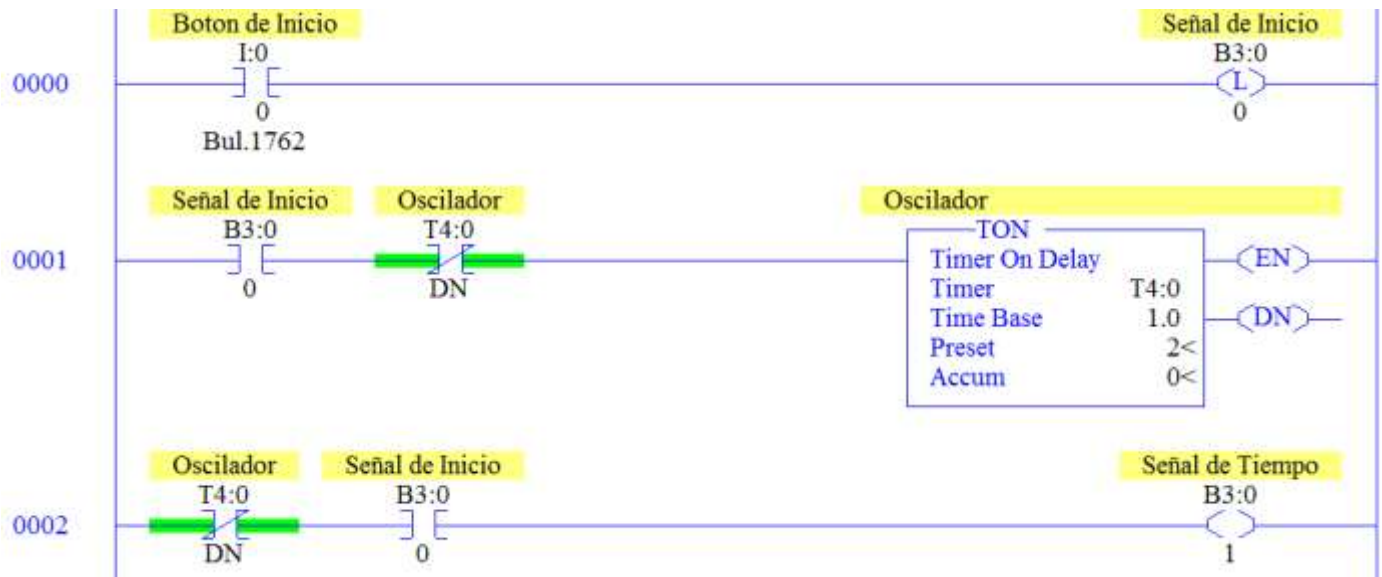 Boton de Inicio Señal de Inicio
I:0 B3:0
0000 L
0 0
Bul.1762
Señal de Inicio Oscilador Oscilador
B3:0 T4:0 TON
0001 Timer On Delay EN
0 DN Timer T4:0
Time Base 1.0 DN
Preset 2<
Accum 0<
Oscilador Señal de Inicio Señal de Tiempo
T4:0 B3:0 B3:0
0002
DN 0 1